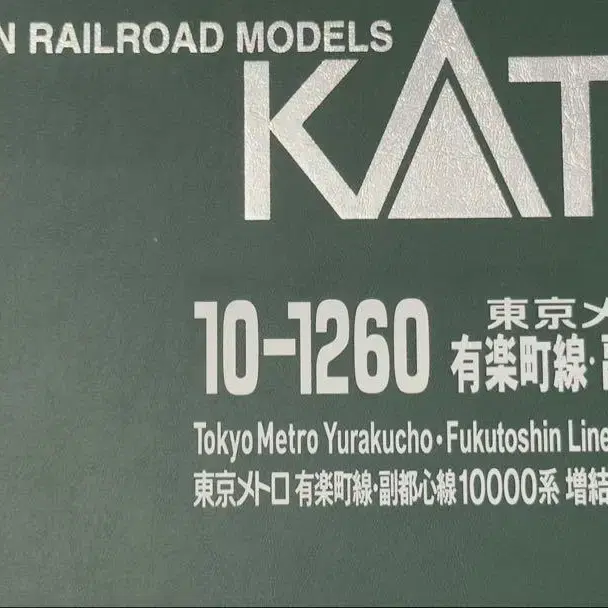 N RAILROAD MODELS
KAT
10-1260
東京メ
有楽町線・副
Tokyo Metro Yurakucho・Fukutoshin Line
東京メトロ 有楽町線・副都心線10000系 増結